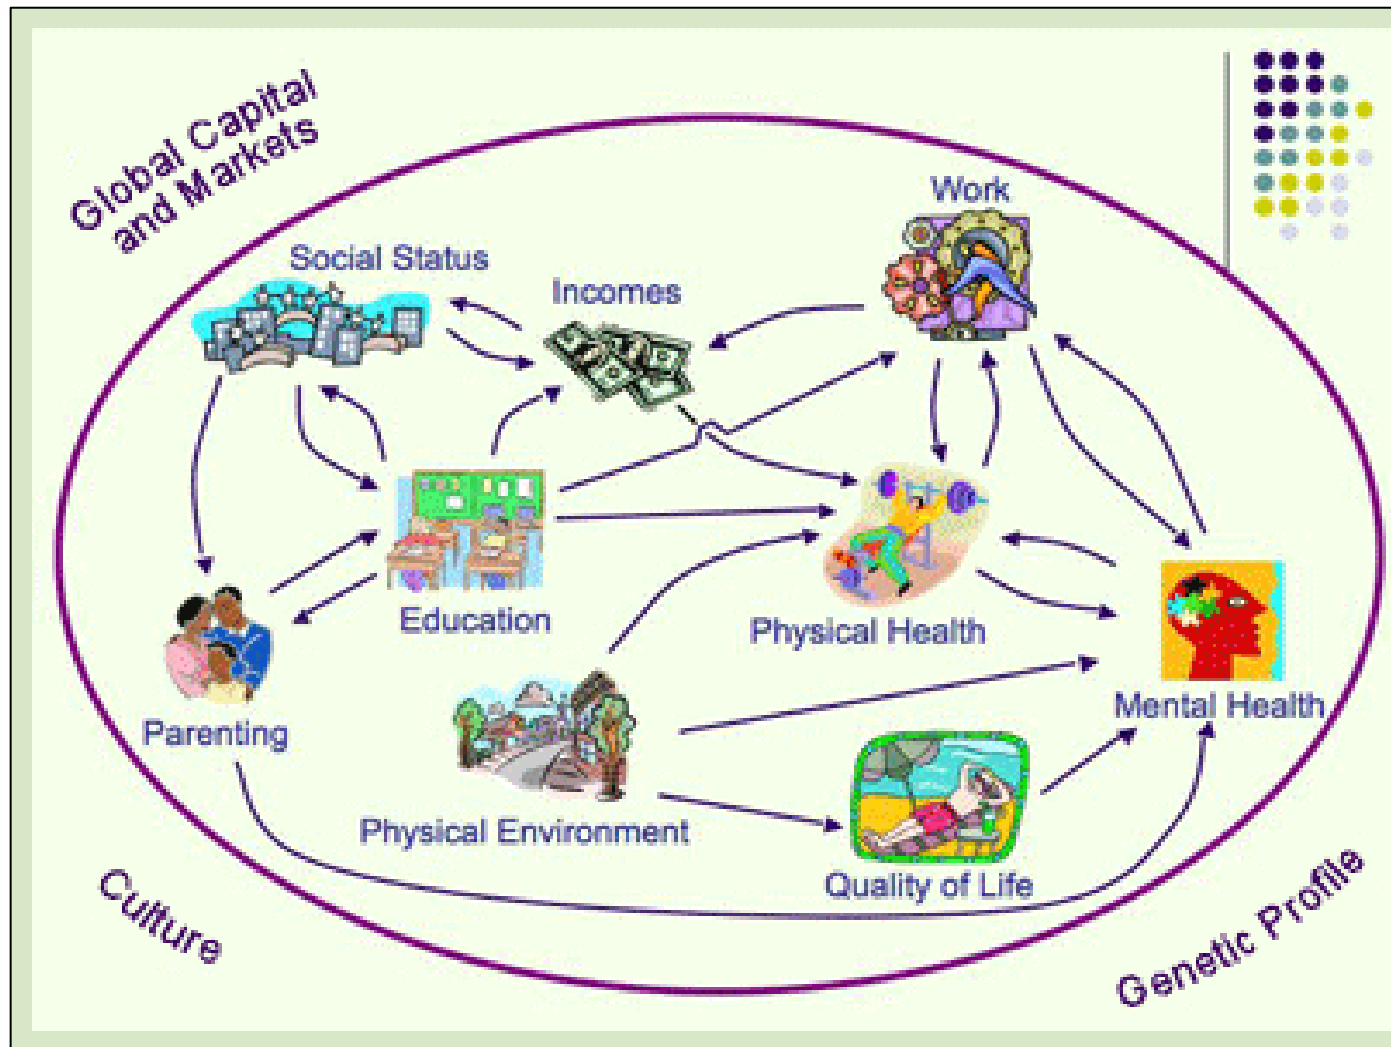 Global Capital
and Markets
Work
Social Status
Incomes
Education
Physical Health
Parenting
Mental Health
Physical Environment
Quality of Life
Culture
Genetic Profile